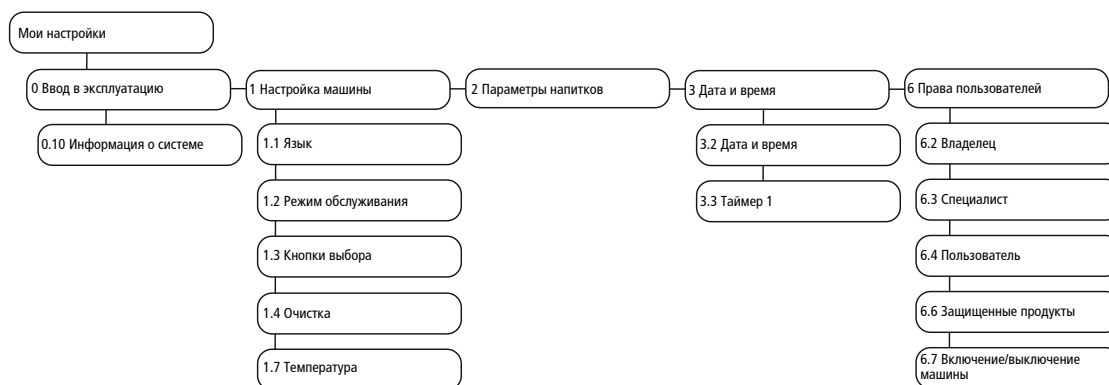 Мои настройки
0 Ввод в эксплуатацию
0.10 Информация о системе
1 Настройка машины
1.1 Язык
1.2 Режим обслуживания
1.3 Кнопки выбора
1.4 Очистка
1.7 Температура
2 Параметры напитков
3 Дата и время
3.2 Дата и время
3.3 Таймер 1
6 Права пользователей
6.2 Владелец
6.3 Специалист
6.4 Пользователь
6.6 Защищенные продукты
6.7 Включение/выключение
машины